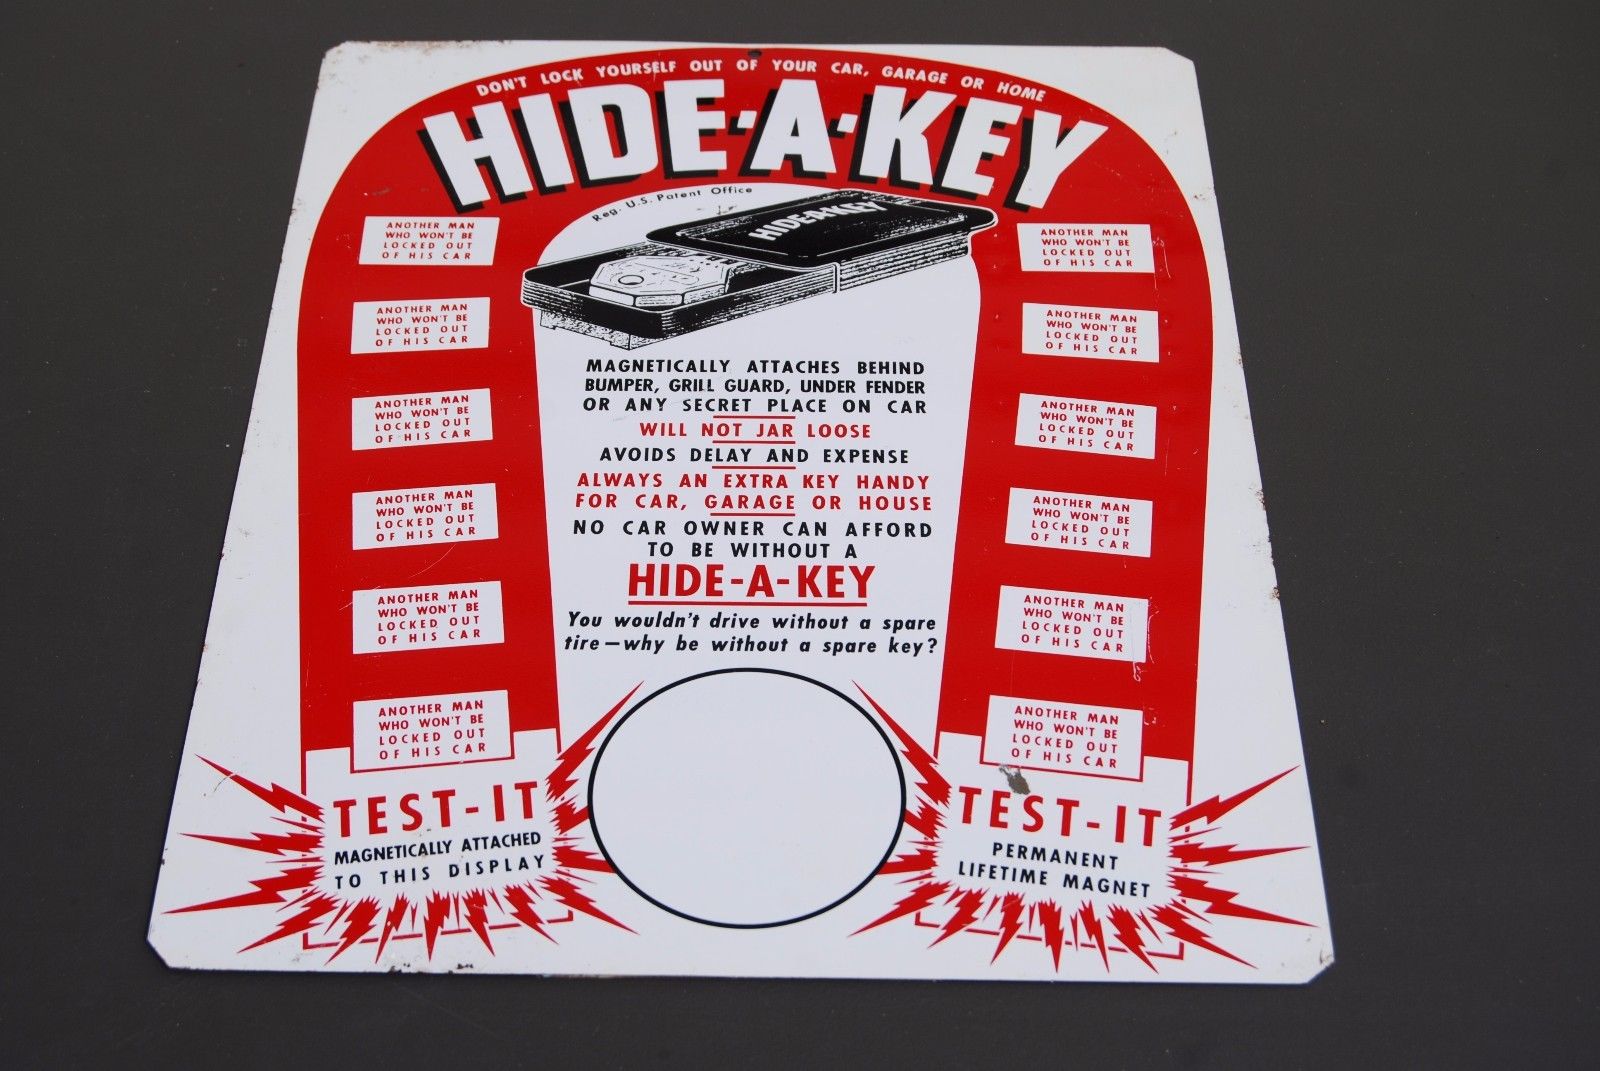 DON'T LOCK YOURSELF OUT OF YOUR CAR, GARAGE OR HOME
HIDE·A·KEY
Reg. U.S. Patent Office
HIDE-A-KEY
ANOTHER MAN
WHO WON'T BE
LOCKED OUT
OF HIS CAR
ANOTHER MAN
WHO WON'T BE
LOCKED OUT
OF HIS CAR
ANOTHER MAN
WHO WON'T BE
LOCKED OUT
OF HIS CAR
ANOTHER MAN
WHO WON'T BE
LOCKED OUT
OF HIS CAR
ANOTHER MAN
WHO WON'T BE
LOCKED OUT
OF HIS CAR
ANOTHER MAN
WHO WON'T BE
LOCKED OUT
OF HIS CAR
MAGNETICALLY ATTACHES BEHIND
BUMPER, GRILL GUARD, UNDER FENDER
OR ANY SECRET PLACE ON CAR
WILL NOT JAR LOOSE
AVOIDS DELAY AND EXPENSE
ALWAYS AN EXTRA KEY HANDY
FOR CAR, GARAGE OR HOUSE
NO CAR OWNER CAN AFFORD
TO BE WITHOUT A
HIDE-A-KEY
You wouldn't drive without a spare
tire—why be without a spare key?
ANOTHER MAN
WHO WON'T BE
LOCKED OUT
OF HIS CAR
ANOTHER MAN
WHO WON'T BE
LOCKED OUT
OF HIS CAR
ANOTHER MAN
WHO WON'T BE
LOCKED OUT
OF HIS CAR
ANOTHER MAN
WHO WON'T BE
LOCKED OUT
OF HIS CAR
ANOTHER MAN
WHO WON'T BE
LOCKED OUT
OF HIS CAR
ANOTHER MAN
WHO WON'T BE
LOCKED OUT
OF HIS CAR
TEST-IT
MAGNETICALLY ATTACHED
TO THIS DISPLAY
TEST-IT
PERMANENT
LIFETIME MAGNET